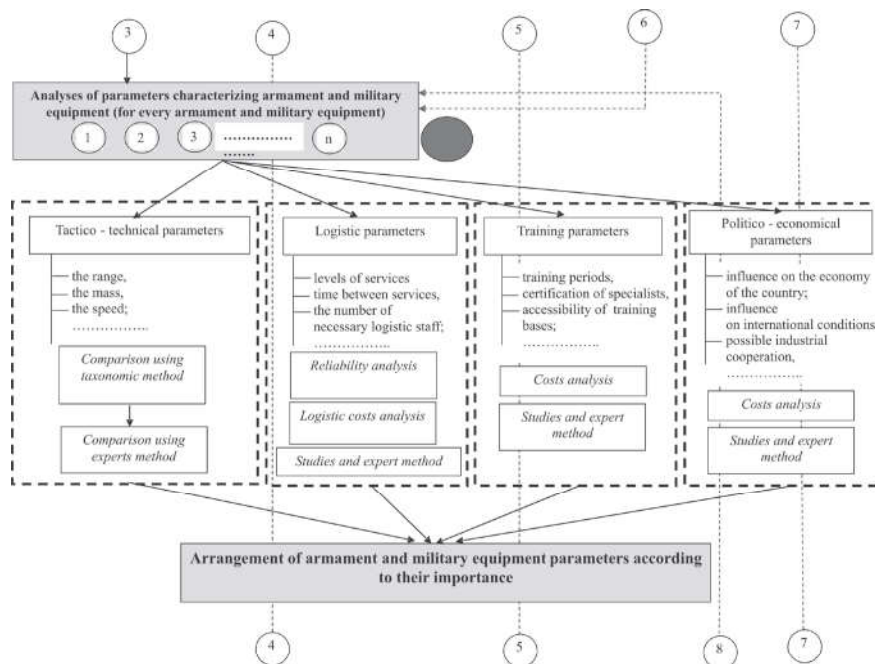 3
4
5
6
7
Analyses of parameters characterizing armament and military
equipment (for every armament and military equipment)
1 2 3 ............... n
.......
Tactico - technical parameters
the range,
the mass,
the speed;
.................
Comparison using
taxonomic method
Comparison using
experts method
Logistic parameters
levels of services
time between services,
the number of
necessary logistic staff;
.................
Reliability analysis
Logistic costs analysis
Studies and expert method
Training parameters
training periods,
certification of specialists,
accessibility of training
bases;
.................
Costs analysis
Studies and expert
method
Politico - economical
parameters
influence on the economy
of the country;
influence
on international conditions
possible industrial
cooperation,
.................
Costs analysis
Studies and expert
method
Arrangement of armament and military equipment parameters according
to their importance
4
5
8
7